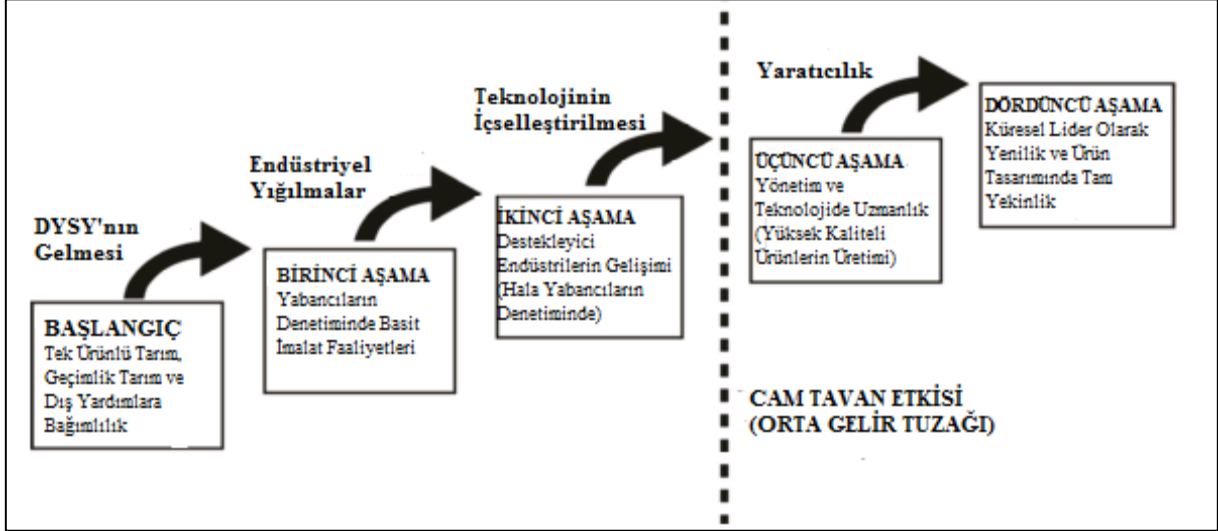 DYSY'nın
Gelmesi
BAŞLANGIÇ
Tek Ürünlü Tarım,
Geçimlik Tarım ve
Dış Yardımlara
Bağımlılık
Endüstriyel
Yığılmalar
BİRİNCİ AŞAMA
Yabancıların
Denetiminde Basit
İmalat Faaliyetleri
Teknolojinin
İçselleştirilmesi
İKİNCİ AŞAMA
Destekleyici
Endüstrilerin Gelişimi
(Hala Yabancıların
Denetiminde)
Yaratıcılık
ÜÇÜNCÜ AŞAMA
Yönetim ve
Teknolojide Uzmanlık
(Yüksek Kaliteli
Ürünlerin Üretimi)
DÖRDÜNCÜ AŞAMA
Küresel Lider Olarak
Yenilik ve Ürün
Tasarımında Tam
Yekinlik
CAM TAVAN ETKİSİ
(ORTA GELİR TUZAĞI)